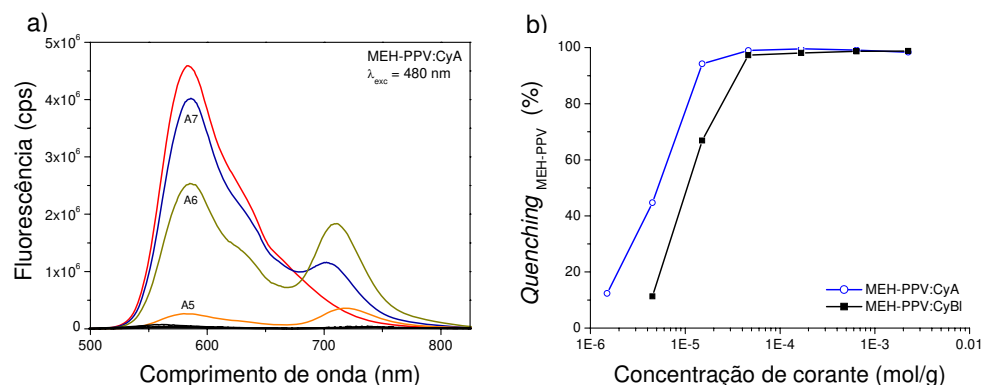 a)
MEH-PPV:CyA
λexc = 480 nm
A7
A6
A5
5x10⁶
4x10⁶
3x10⁶
2x10⁶
1x10⁶
0
500
600
700
800
Fluorescência (cps)
Comprimento de onda (nm)
b)
100
80
60
40
20
0
1E-6
1E-5
1E-4
1E-3
0.01
Quenching MEH-PPV (%)
MEH-PPV:CyA
MEH-PPV:CyBl
Concentração de corante (mol/g)